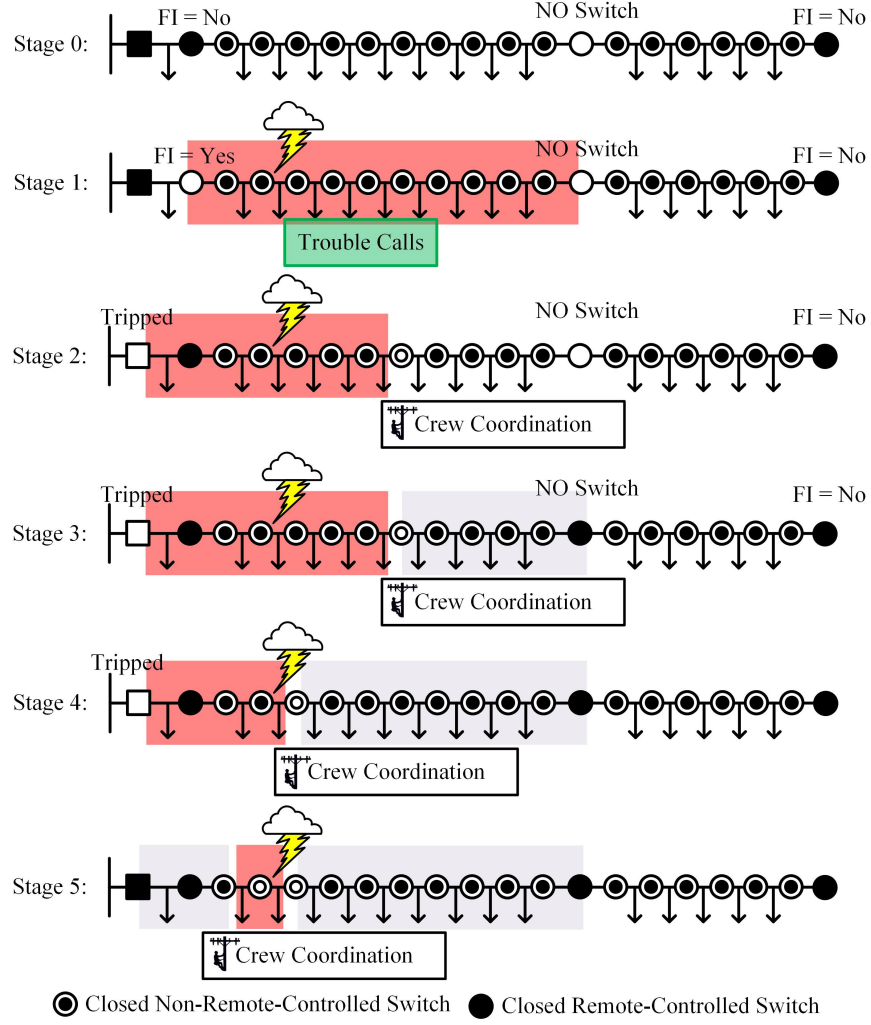 FI = No
NO Switch
FI = No
Stage 0:
FI = Yes
NO Switch
FI = No
Stage 1:
Trouble Calls
Tripped
NO Switch
FI = No
Stage 2:
Crew Coordination
Tripped
NO Switch
FI = No
Stage 3:
Crew Coordination
Tripped
Stage 4:
Crew Coordination
Stage 5:
Crew Coordination
Closed Non-Remote-Controlled Switch
Closed Remote-Controlled Switch